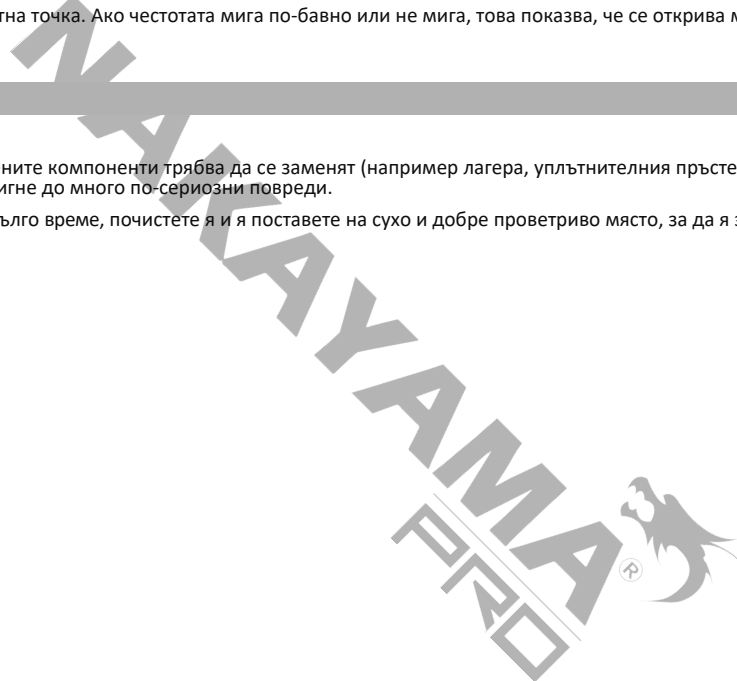 тна точка. Ако честотата мига по-бавно или не мига, това показва, че се открива
ените компоненти трябва да се заменят (например лагера, уплътнителния пръсте
игне до много по-сериозни повреди.
ълго време, почистете я и я поставете на сухо и добре проветриво място, за да я
NAKAYAMA
PRO
®